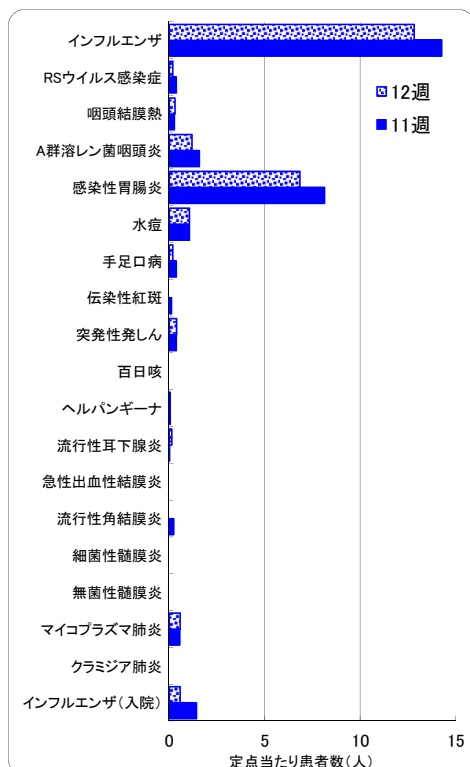 インフルエンザ
RSウイルス感染症
咽頭結膜熱
A群溶レン菌咽頭炎
感染性胃腸炎
水痘
手足口病
伝染性紅斑
突発性発しん
百日咳
ヘルパンギーナ
流行性耳下腺炎
急性出血性結膜炎
流行性角結膜炎
細菌性髄膜炎
無菌性髄膜炎
マイコプラズマ肺炎
クラミジア肺炎
インフルエンザ(入院)
12週
11週
0 5 10 15
定点当たり患者数(人)